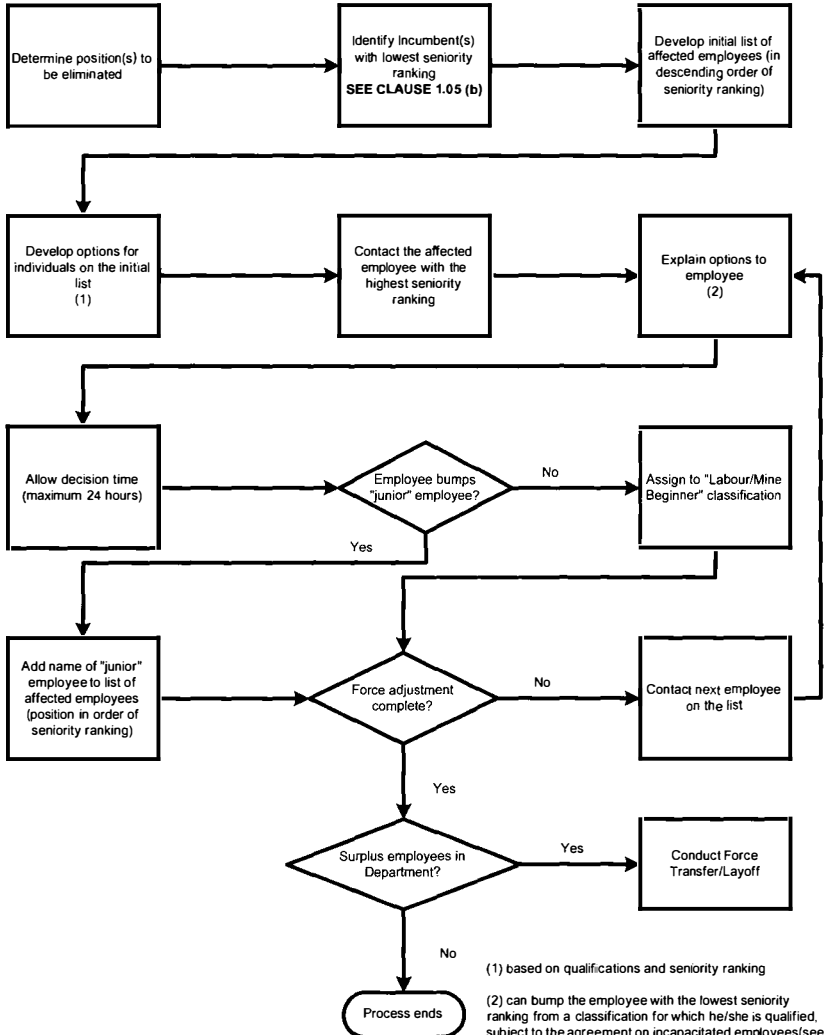 Determine position(s) to
be eliminated
Identify Incumbent(s)
with lowest seniority
ranking
SEE CLAUSE 1.05 (b)
Develop initial list of
affected employees (in
descending order of
seniority ranking)
Develop options for
individuals on the initial
list
(1)
Contact the affected
employee with the
highest seniority
ranking
Explain options to
employee
(2)
Allow decision time
(maximum 24 hours)
Employee bumps
"junior" employee?
No
Assign to "Labour/Mine
Beginner" classification
Yes
Add name of "junior"
employee to list of
affected employees
(position in order of
seniority ranking)
Force adjustment
complete?
No
Contact next employee
on the list
Yes
Surplus employees in
Department?
Yes
Conduct Force
Transfer/Layoff
No
Process ends
(1) based on qualifications and seniority ranking
(2) can bump the employee with the lowest seniority
ranking from a classification for which he/she is qualified,
subject to the agreement on incapacitated employees(see